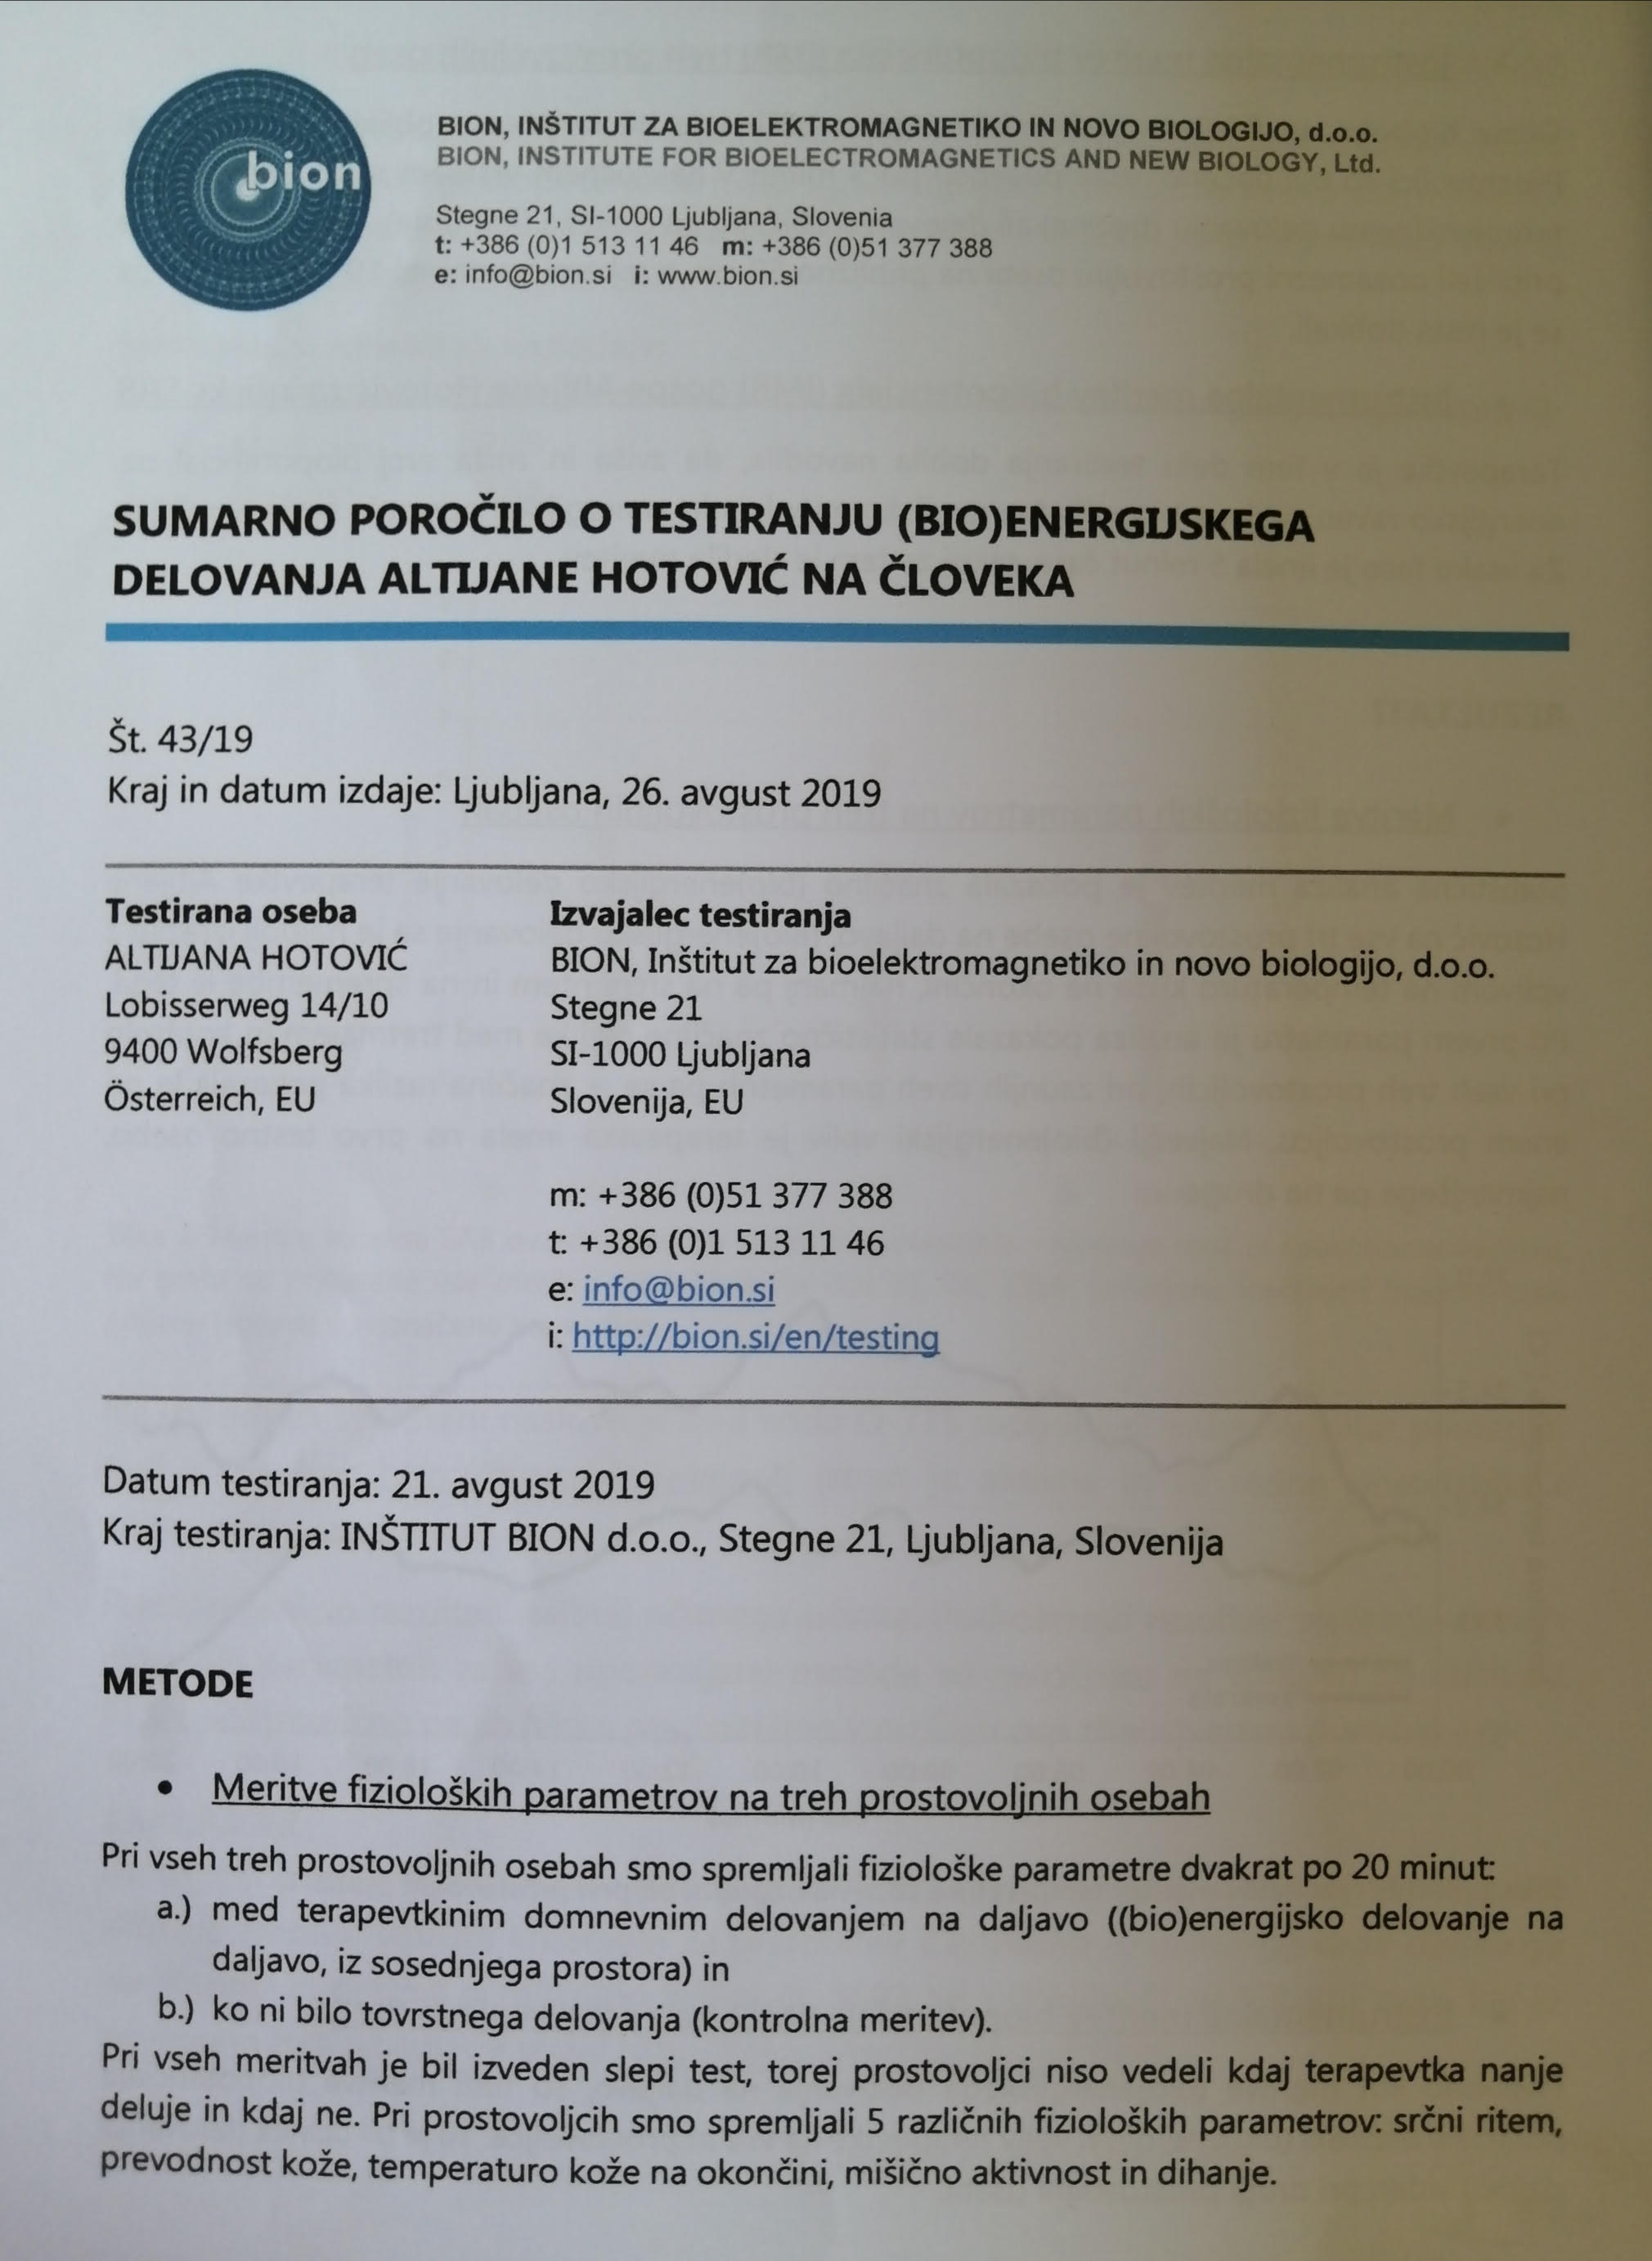 bion
BION, INŠTITUT ZA BIOELEKTROMAGNETIKO IN NOVO BIOLOGIJO, d.o.o.
BION, INSTITUTE FOR BIOELECTROMAGNETICS AND NEW BIOLOGY, Ltd.
Stegne 21, SI-1000 Ljubljana, Slovenia
t: +386 (0)1 513 11 46 m: +386 (0)51 377 388
e: info@bion.si i: www.bion.si
SUMARNO POROČILO O TESTIRANJU (BIO)ENERGIJSKEGA
DELOVANJA ALTIJANE HOTOVIĆ NA ČLOVEKA
Št. 43/19
Kraj in datum izdaje: Ljubljana, 26. avgust 2019
Testirana oseba
ALTIJANA HOTOVIĆ
Lobisserweg 14/10
9400 Wolfsberg
Österreich, EU
Izvajalec testiranja
BION, Inštitut za bioelektromagnetiko in novo biologijo, d.o.o.
Stegne 21
SI-1000 Ljubljana
Slovenija, EU
m: +386 (0)51 377 388
t: +386 (0)1 513 11 46
e: info@bion.si
i: http://bion.si/en/testing
Datum testiranja: 21. avgust 2019
Kraj testiranja: INŠTITUT BION d.o.o., Stegne 21, Ljubljana, Slovenija
METODE
• Meritve fizioloških parametrov na treh prostovoljnih osebah
Pri vseh treh prostovoljnih osebah smo spremljali fiziološke parametre dvakrat po 20 minut:
a.) med terapevtkinim domnevnim delovanjem na daljavo ((bio)energijsko delovanje na
daljavo, iz sosednjega prostora) in
b.) ko ni bilo tovrstnega delovanja (kontrolna meritev).
Pri vseh meritvah je bil izveden slepi test, torej prostovoljci niso vedeli kdaj terapevtka nanje
deluje in kdaj ne. Pri prostovoljcih smo spremljali 5 različnih fizioloških parametrov: srčni ritem,
prevodnost kože, temperaturo kože na okončini, mišično aktivnost in dihanje.